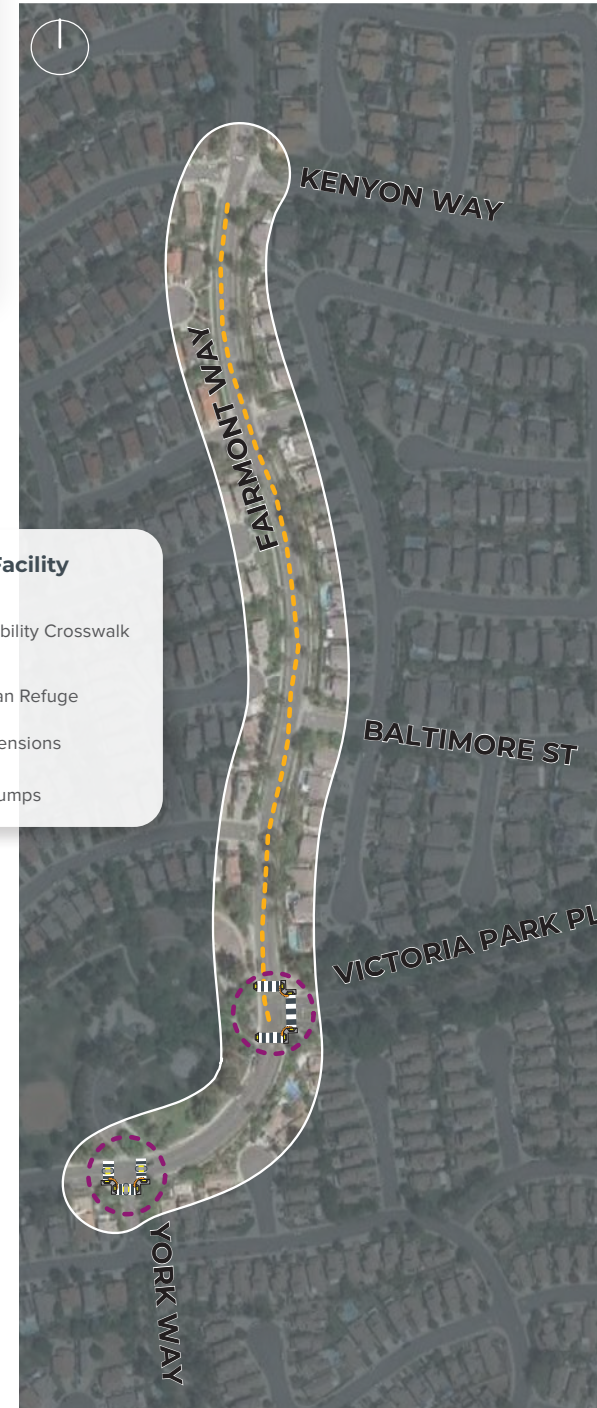 KENYON WAY
FAIRMONT WAY
Facility
bility Crosswalk
an Refuge
ensions
umps
BALTIMORE ST
VICTORIA PARK PL
YORK WAY